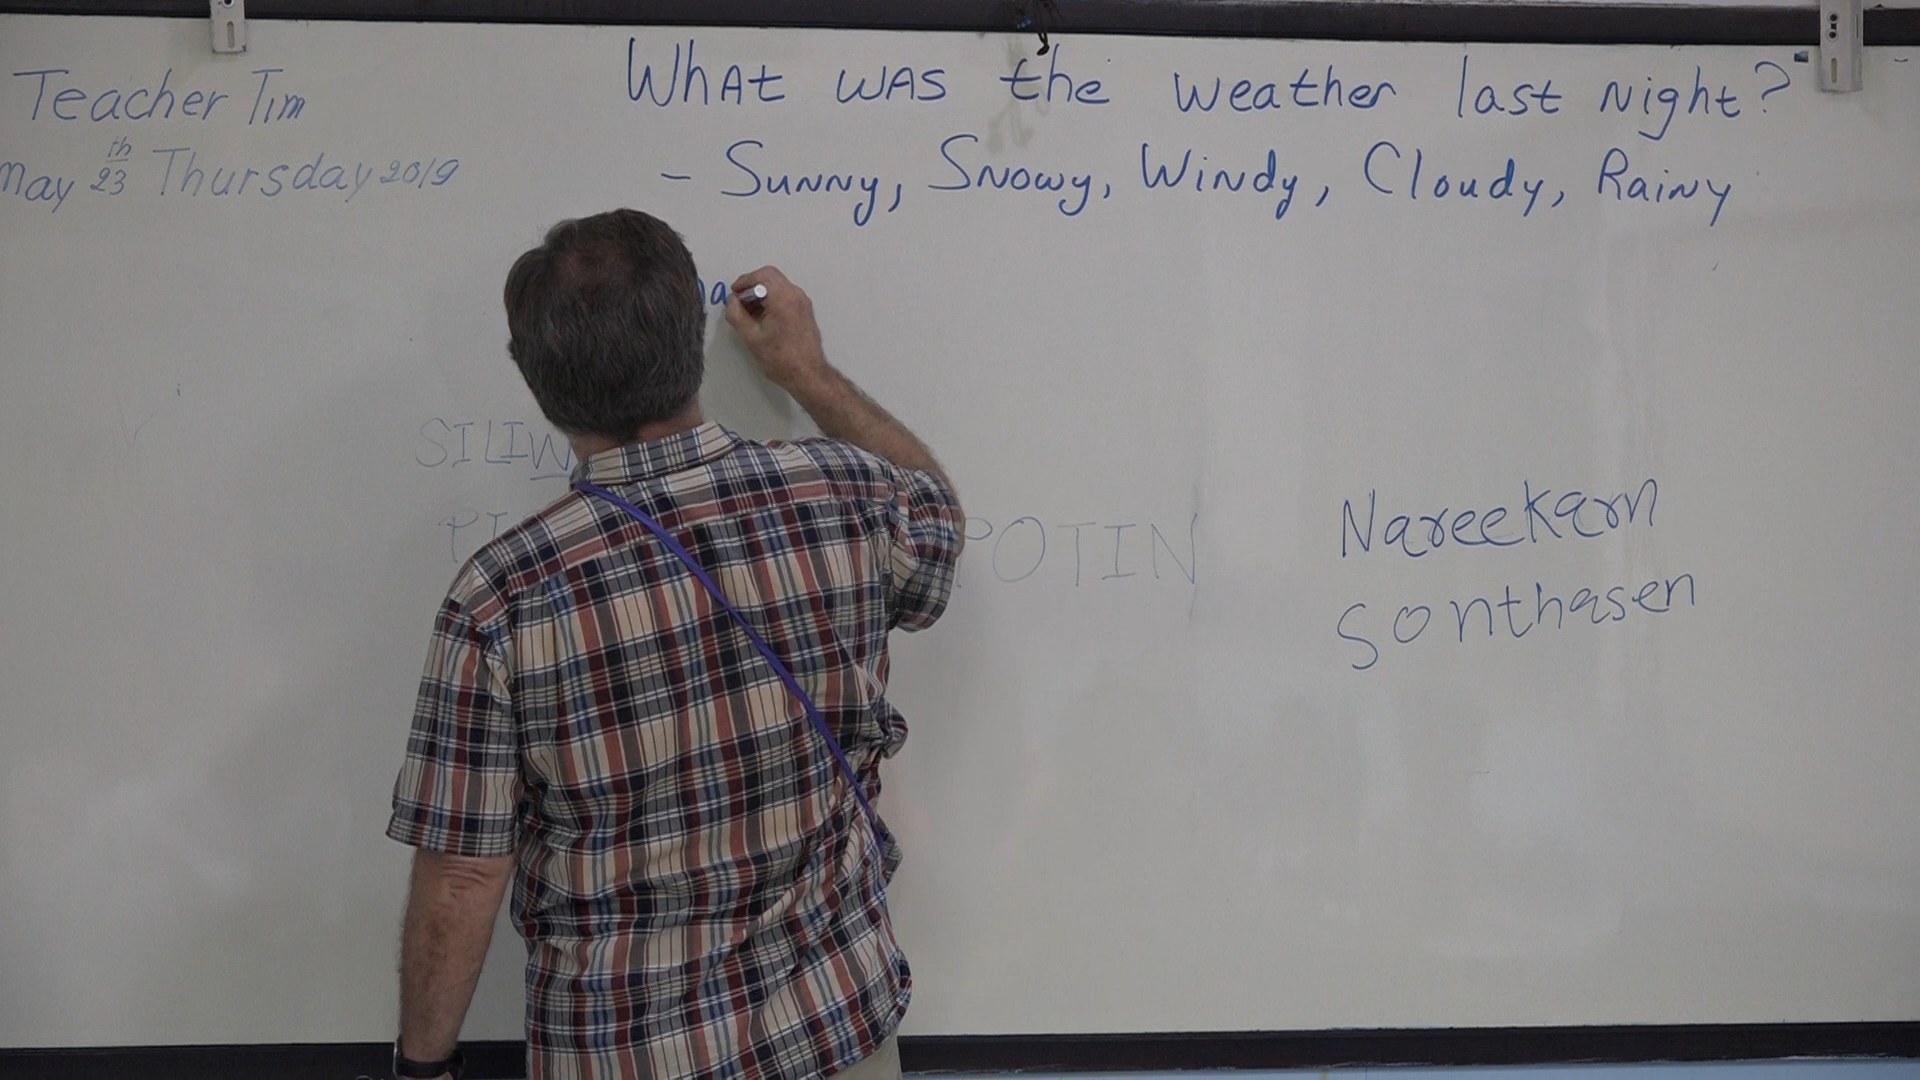 Teacher Tim
May 23th Thursday 2019
What was the weather last night?
- Sunny, Snowy, Windy, Cloudy, Rainy
POTIN
Nareekarn
Sonthasen